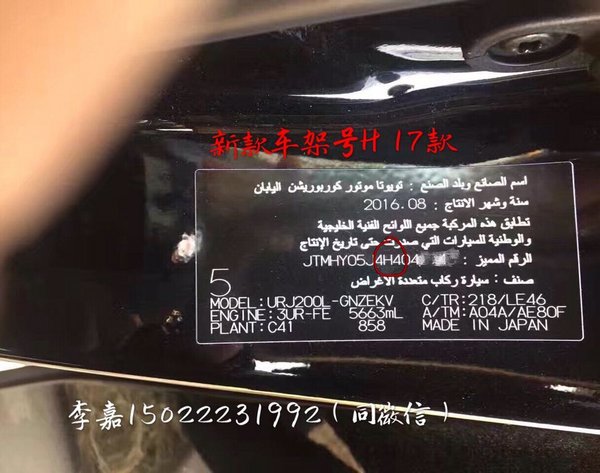 新款车架号H 17款
اسم الصانع وبلد الصنع : تويوتا موتور كوربوريشن اليابان
سنة وشهر الانتاج : 2016.08
تطابق هذه المركبة جميع اللوائح الفنية الخليجية
والوطنية للسيارات التي صدرت حتى تاريخ الإنتاج
الرقم المميز : JTMHY05J4H404
صنف : سيارة ركاب متعددة الاغراض
5
MODEL:URJ200L-GNZEKV C/TR:218/LE46
ENGINE:3UR-FE 5663mL A/TM:A04A/AE80F
PLANT:C41 858 MADE IN JAPAN
李嘉15022231992(同微信)